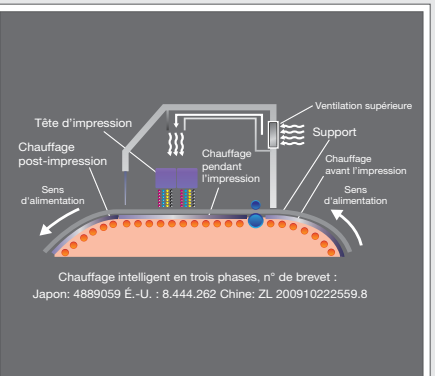 Ventilation supérieure
Tête d'impression
Support
Chauffage
post-impression
Chauffage
pendant
l'impression
Chauffage
avant l'impression
Sens
d'alimentation
Sens
d'alimentation
Chauffage intelligent en trois phases, n° de brevet :
Japon: 4889059 É.-U. : 8.444.262 Chine: ZL 200910222559.8